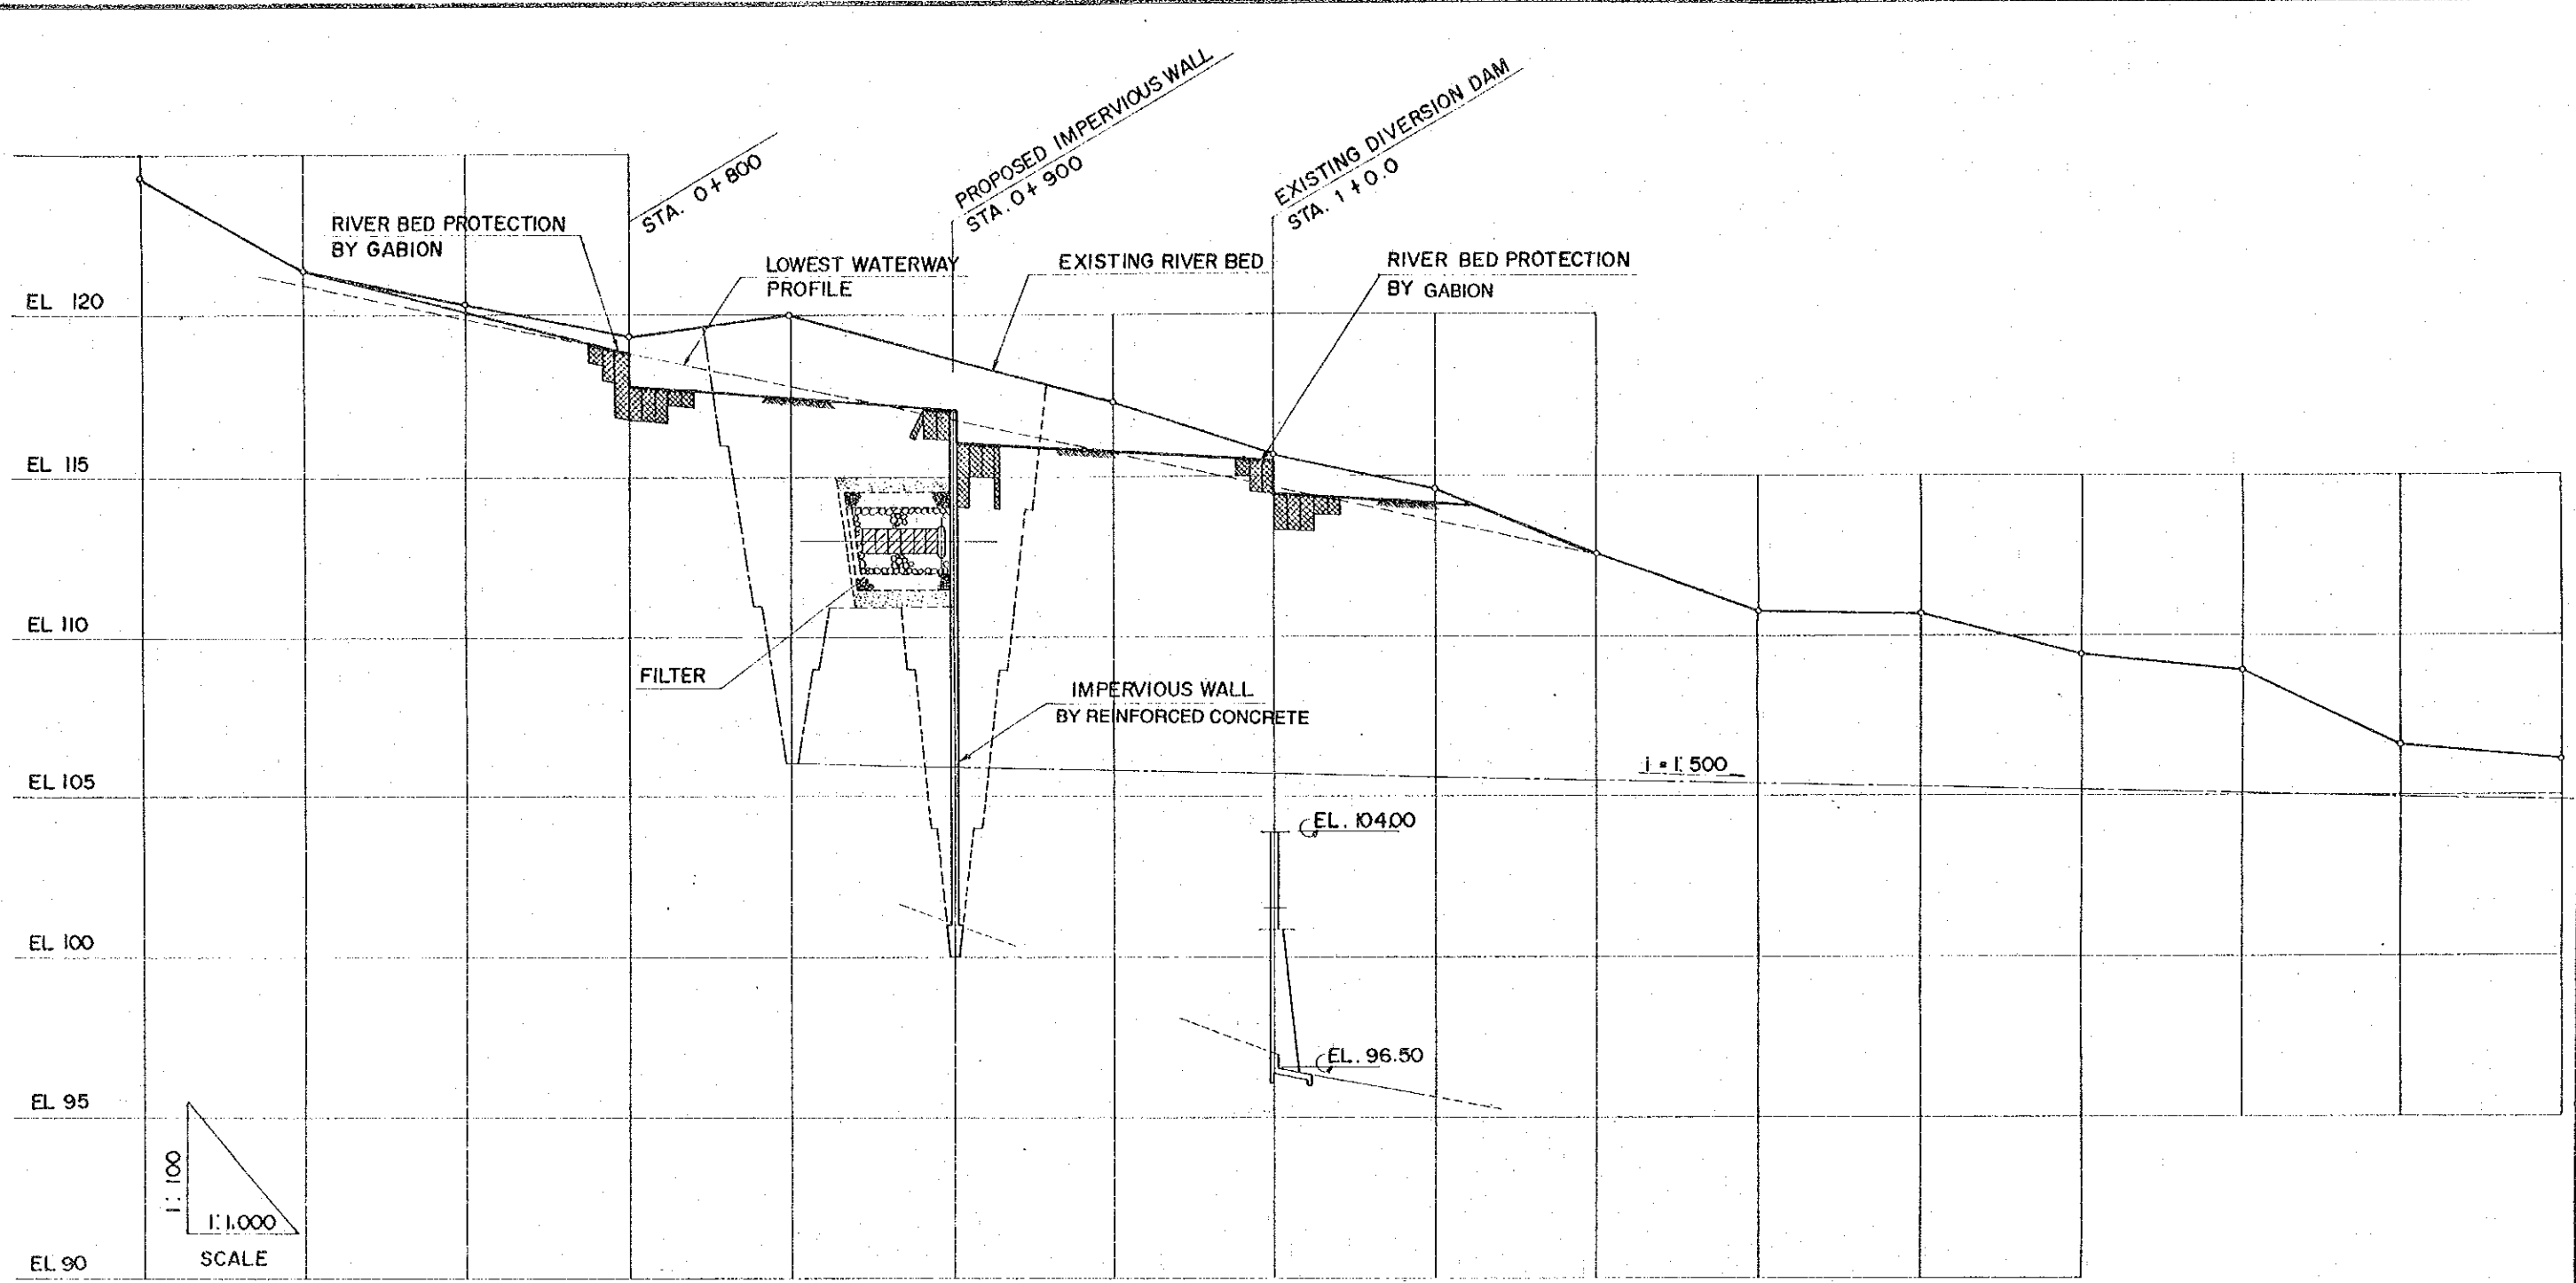 STA. 0+800
PROPOSED IMPERVIOUS WALL
STA. 0+900
EXISTING DIVERSION DAM
STA. 1+0.0
RIVER BED PROTECTION
BY GABION
LOWEST WATERWAY
PROFILE
EXISTING RIVER BED
RIVER BED PROTECTION
BY GABION
EL 120
EL 115
EL 110
FILTER
IMPERVIOUS WALL
BY REINFORCED CONCRETE
i = 1:500
EL 105
EL. 104.00
EL 100
EL. 96.50
EL 95
1:100
1:1.000
SCALE
EL 90